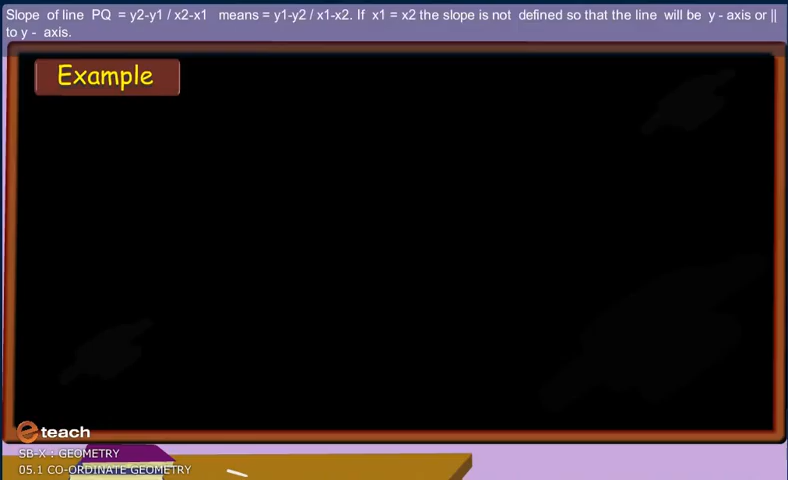 Slope of line PQ = y2-y1 / x2-x1 means = y1-y2 / x1-x2. If x1 = x2 the slope is not defined so that the line will be y - axis or ||
to y - axis.
Example
e teach
SB-X : GEOMETRY
05.1 CO-ORDINATE GEOMETRY